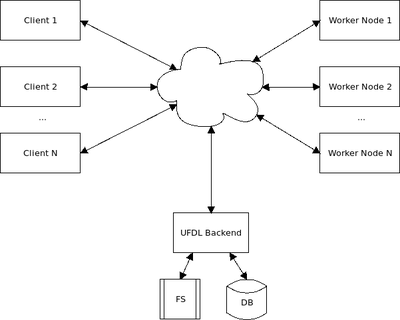 Client 1
Worker Node 1
Client 2
Worker Node 2
...
...
Client N
Worker Node N
UFDL Backend
FS
DB